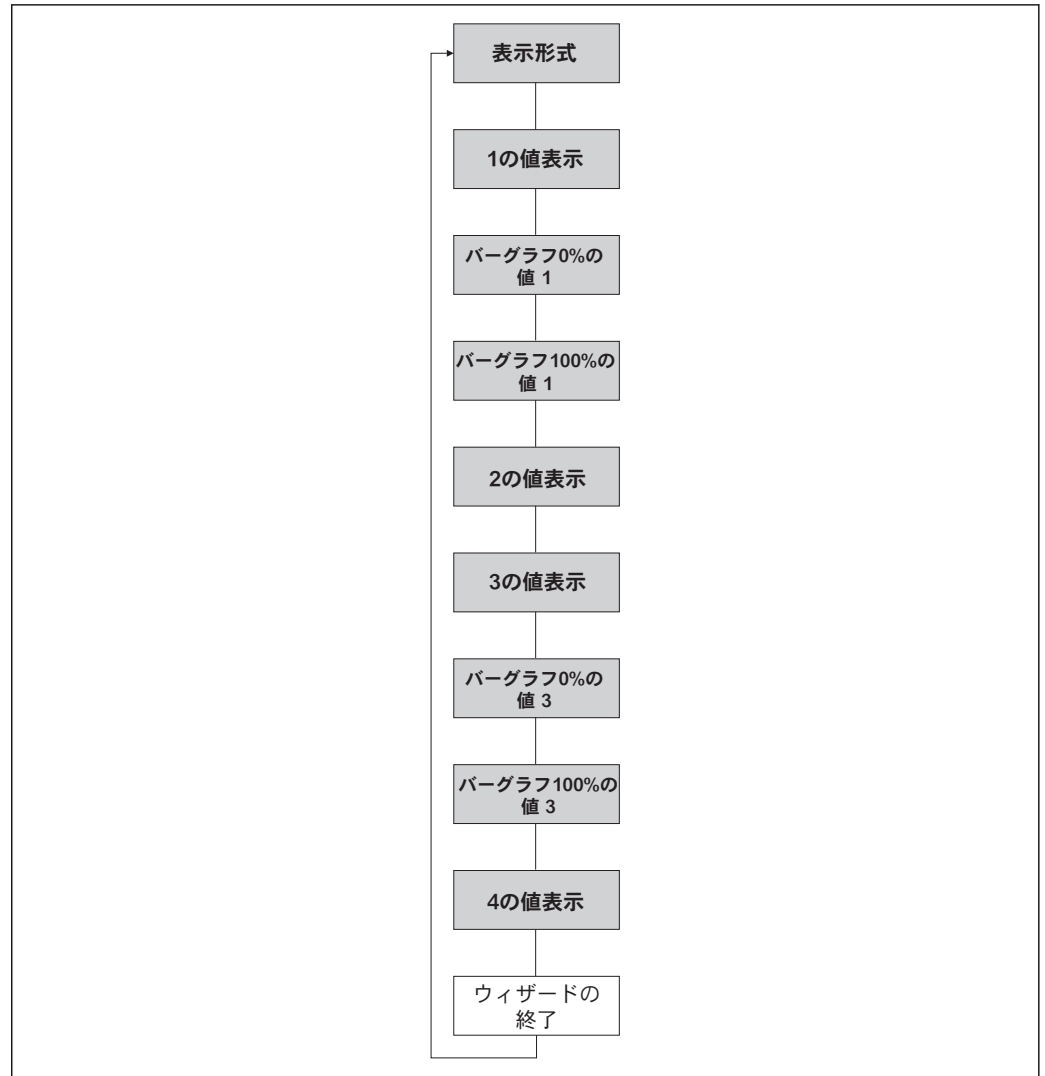 表示形式
1の値表示
バーグラフ0%の
値 1
バーグラフ100%の
値 1
2の値表示
3の値表示
バーグラフ0%の
値 3
バーグラフ100%の
値 3
4の値表示
ウィザードの
終了